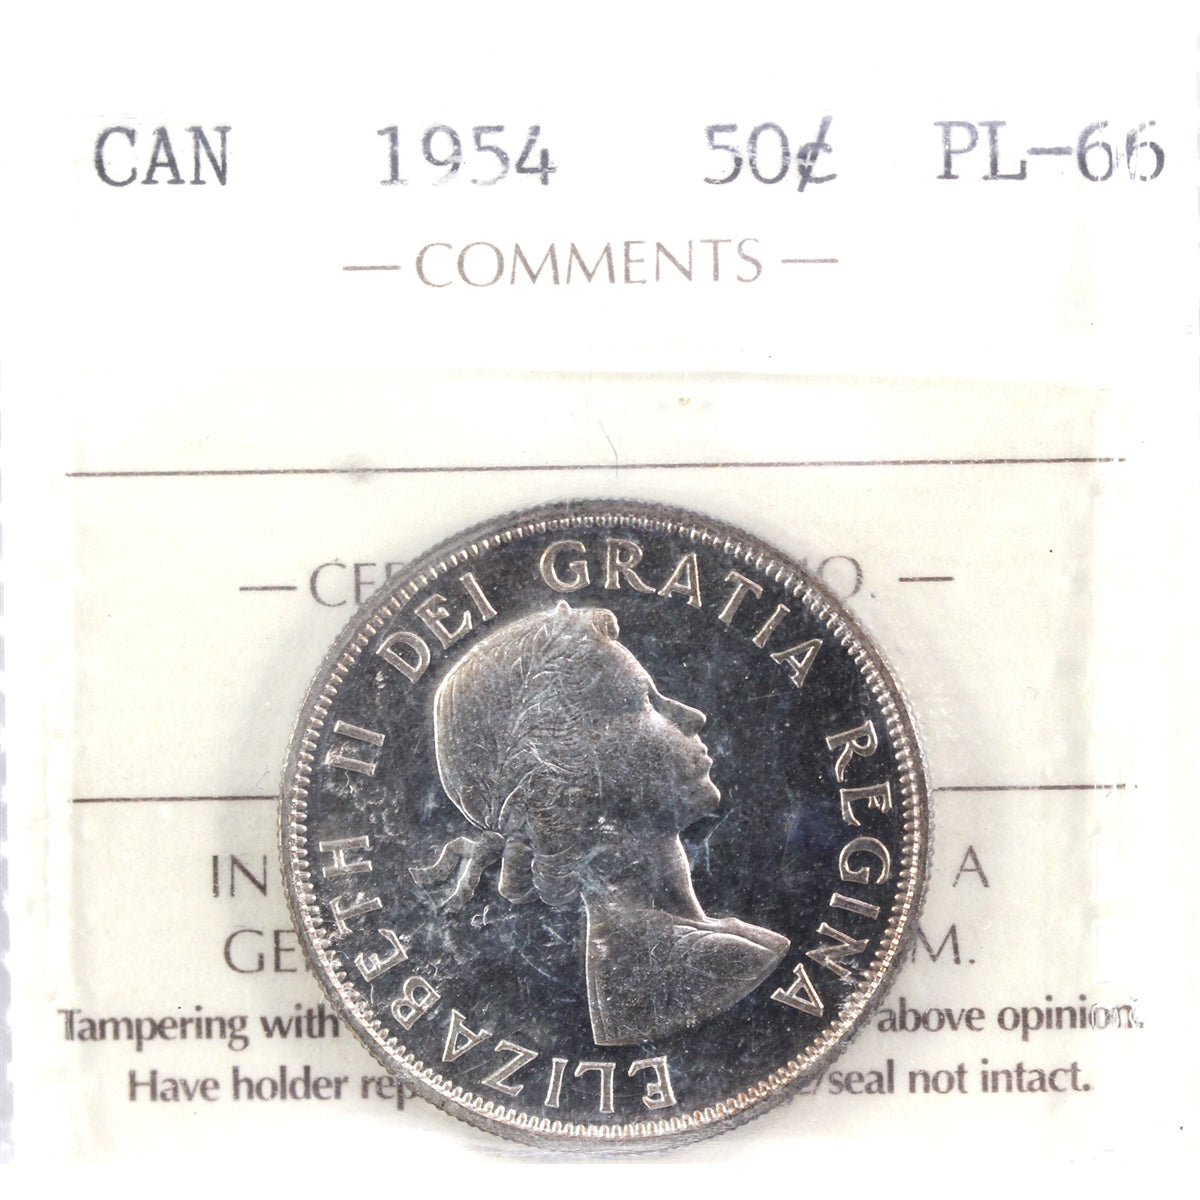 CAN 1954 50¢ PL-66
— COMMENTS —
— CE O. —
ELIZABETH II DEI GRATIA REGINA
IN A
GE M.
Tampering with above opinion.
Have holder rep /seal not intact.